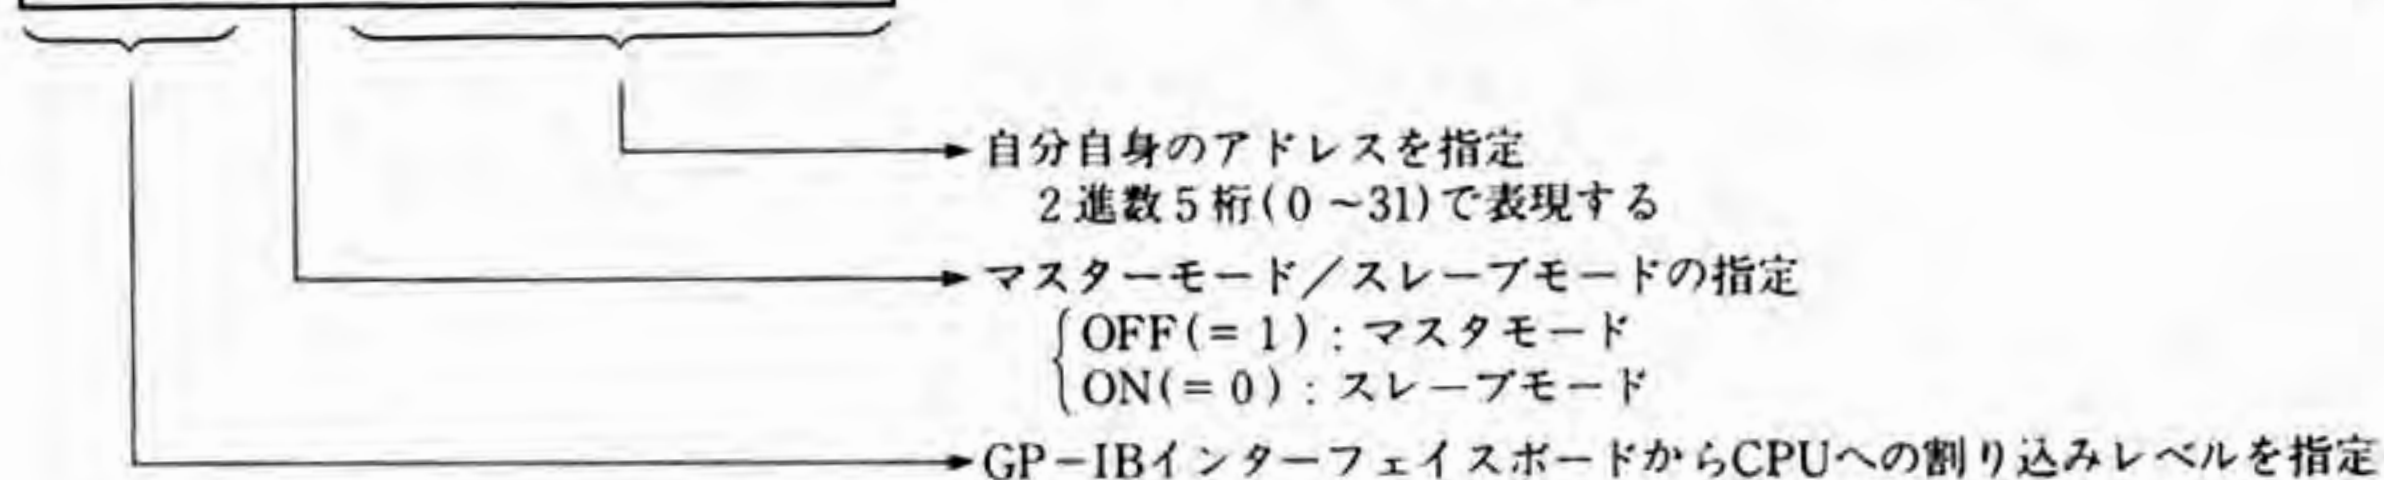 自分自身のアドレスを指定
2進数5桁(0~31)で表現する
マスターモード/スレーブモードの指定
OFF(=1):マスタモード
ON(=0):スレーブモード
GP-IBインターフェイスボードからCPUへの割り込みレベルを指定